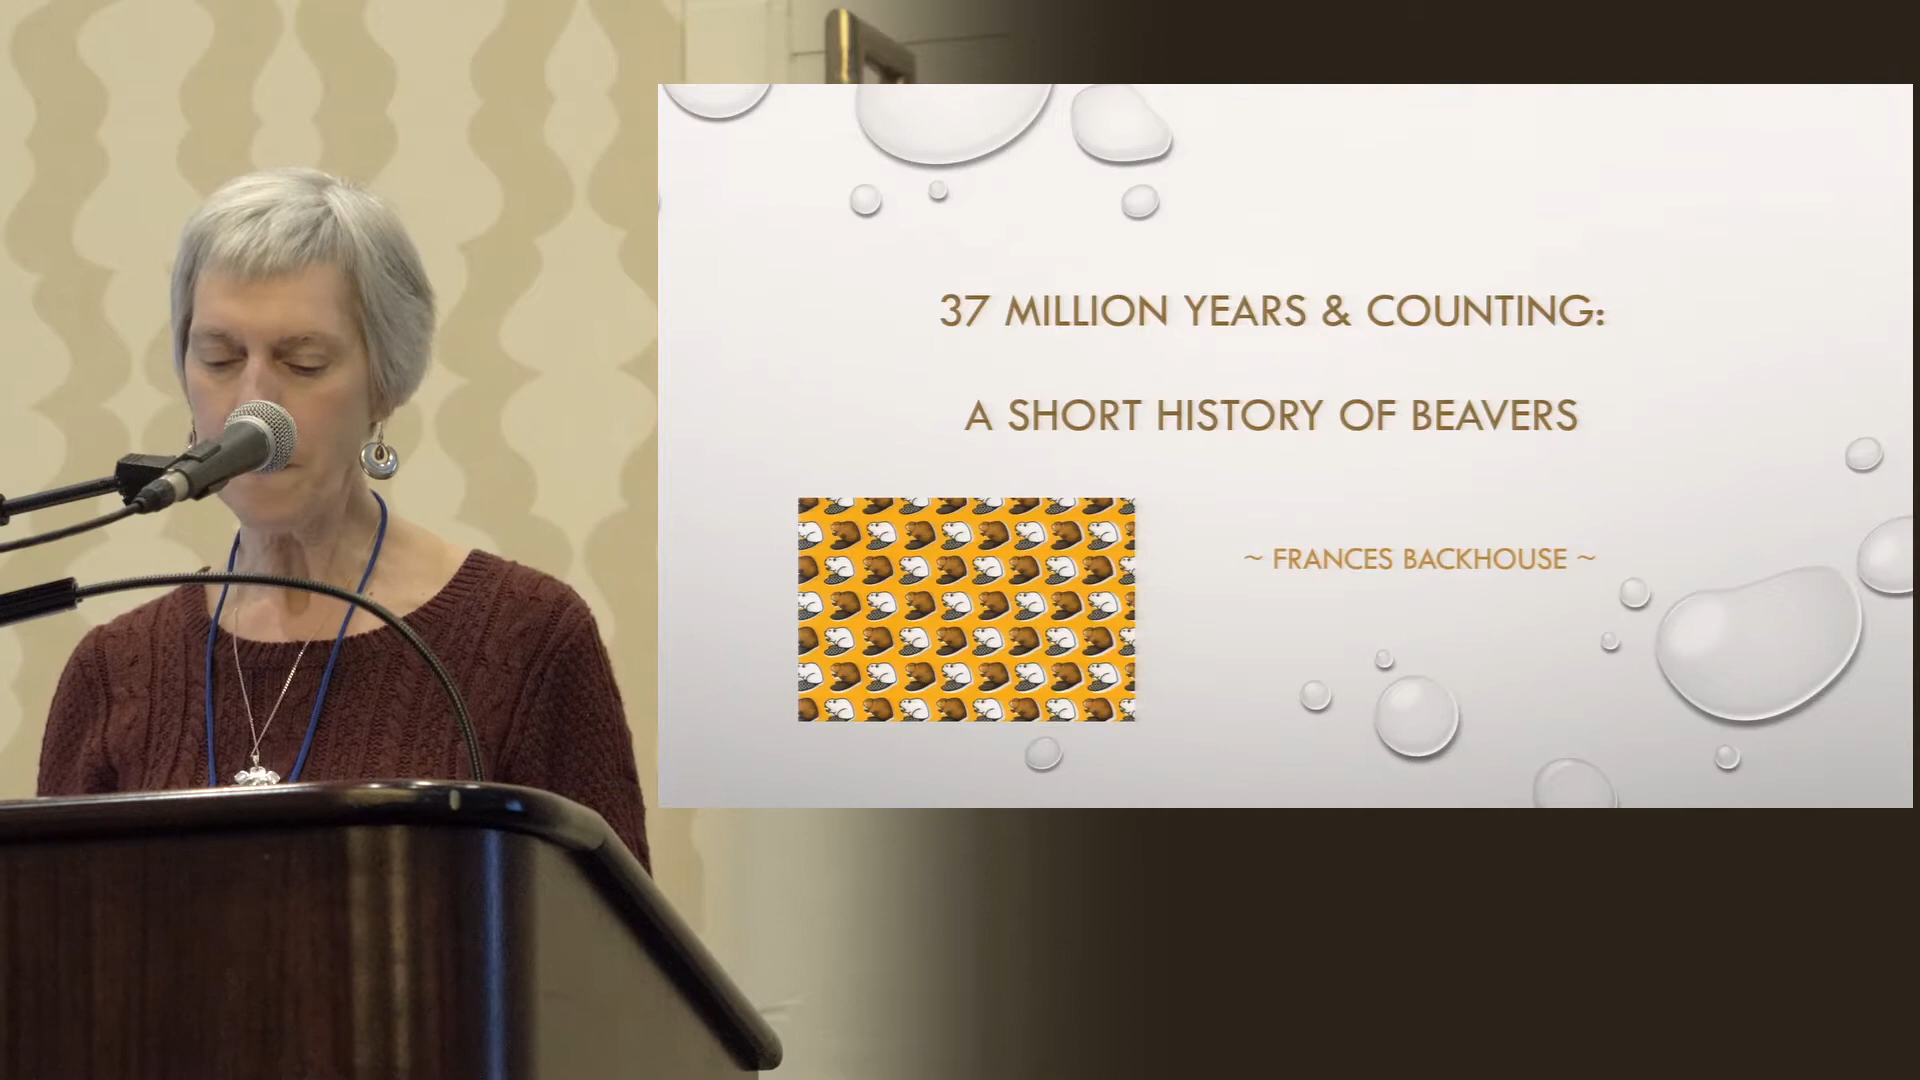 37 MILLION YEARS & COUNTING:
A SHORT HISTORY OF BEAVERS
~ FRANCES BACKHOUSE ~